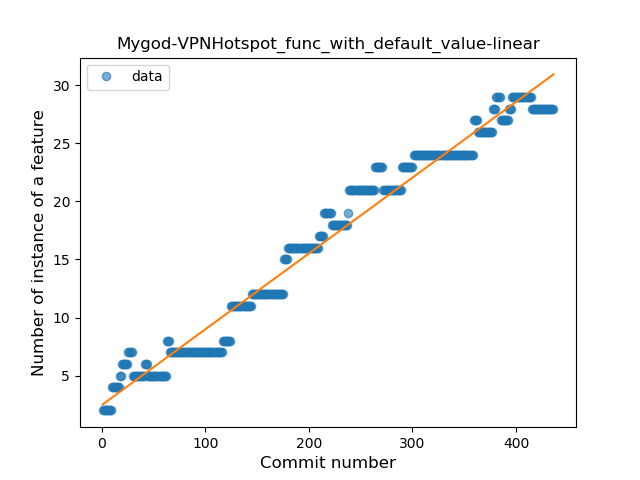 Mygod-VPNHotspot_func_with_default_value-linear
data
Number of instance of a feature
30
25
20
15
10
5
0 100 200 300 400
Commit number